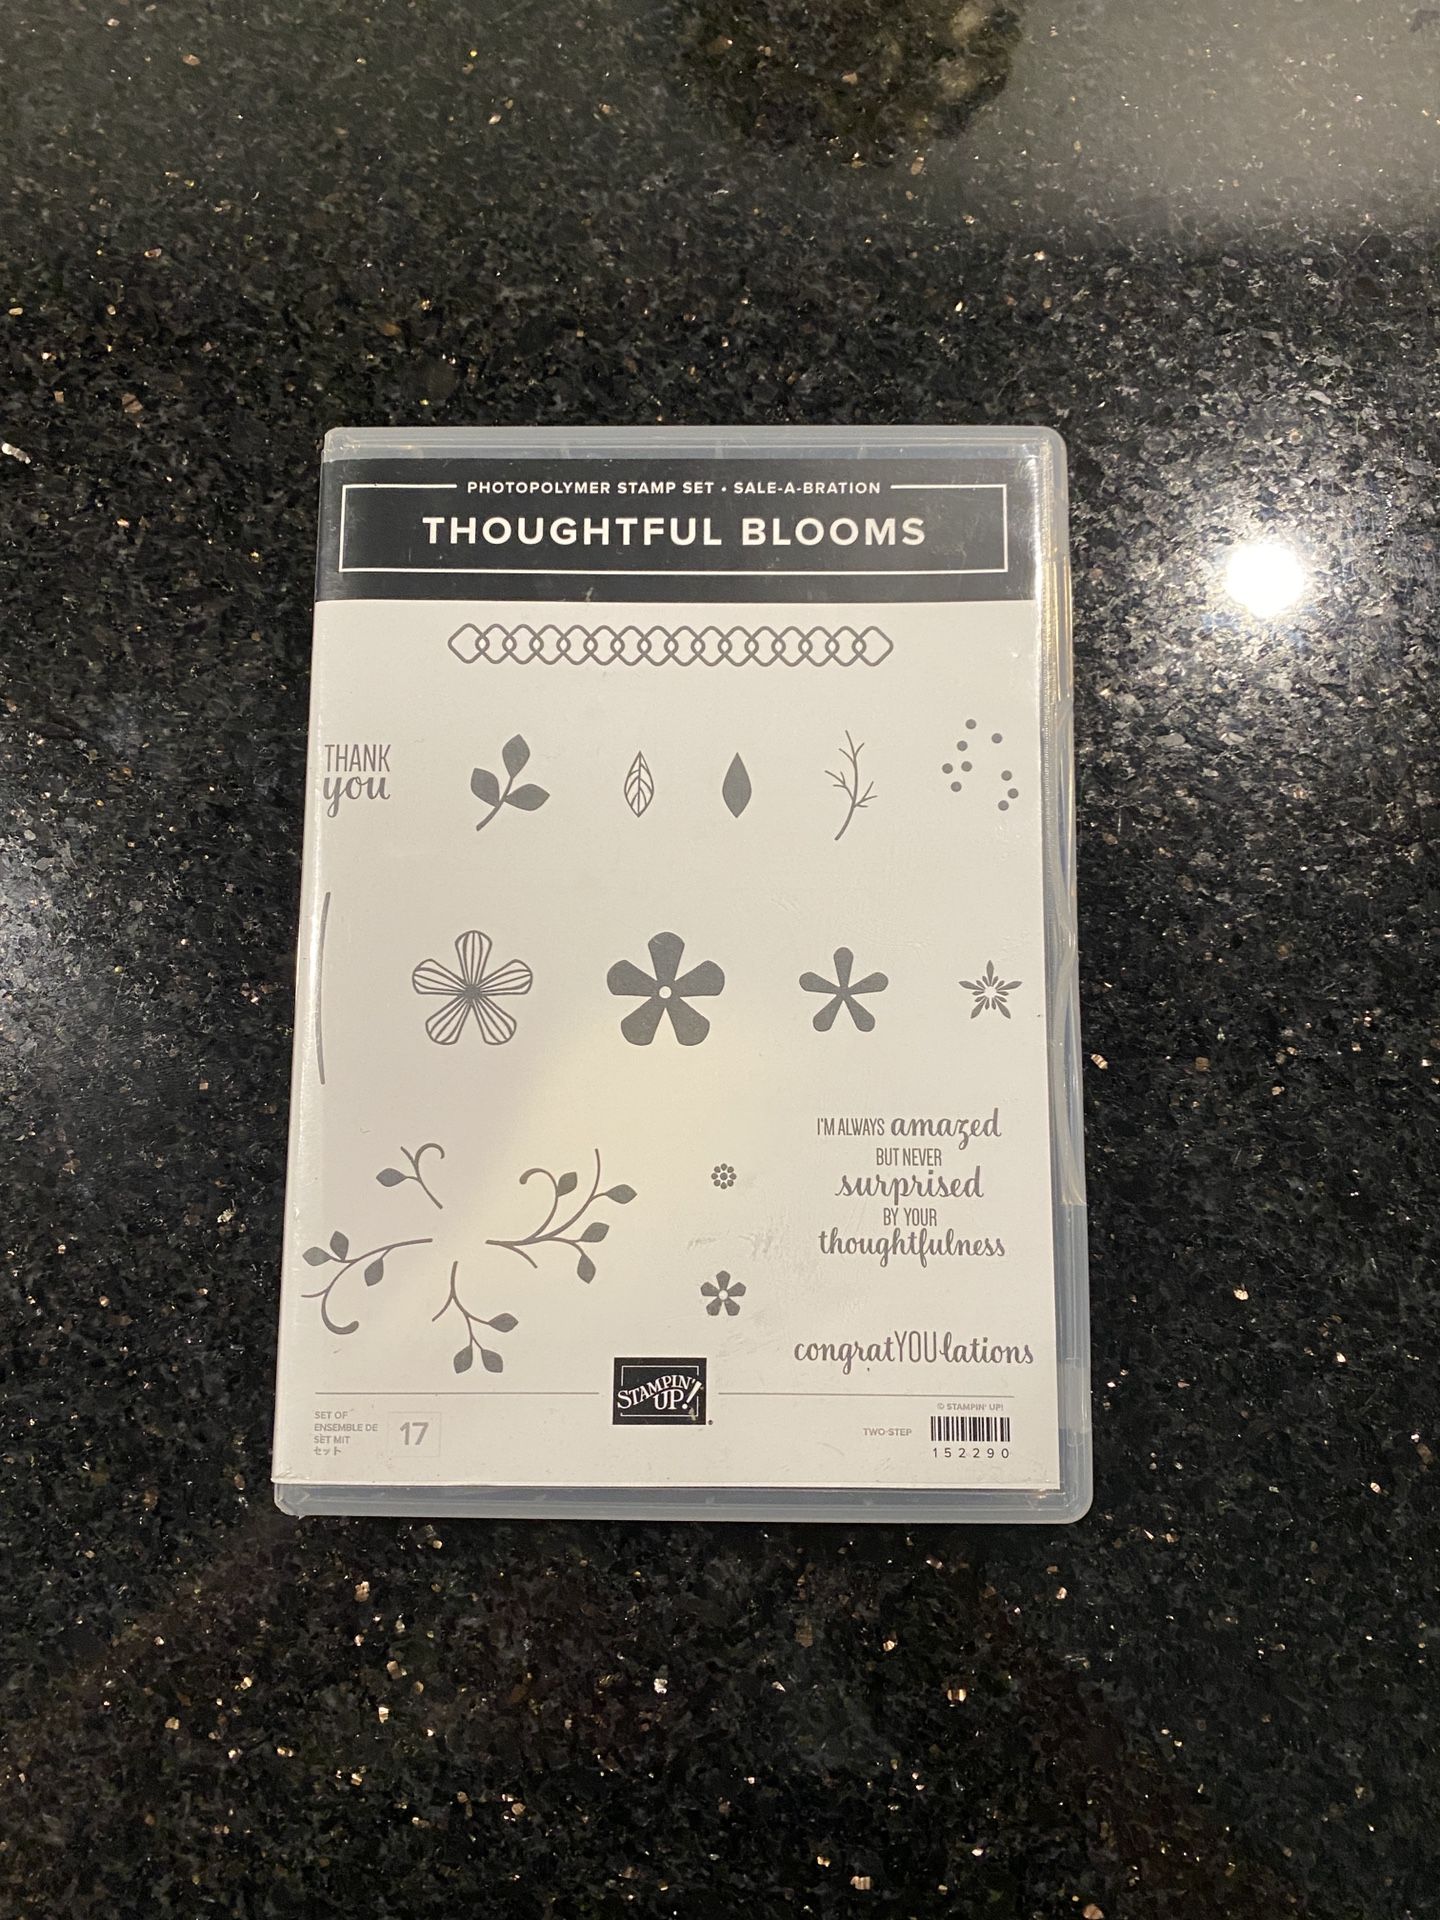 PHOTOPOLYMER STAMP SET • SALE-A-BRATION
THOUGHTFUL BLOOMS
THANK
you
I'M ALWAYS amazed
BUT NEVER
surprised
BY YOUR
thoughtfulness
congratYOUlations
STAMPIN'
UP!®
SET OF
ENSEMBLE DE
SET MIT
セット
17
TWO-STEP
© STAMPIN' UP!
152290